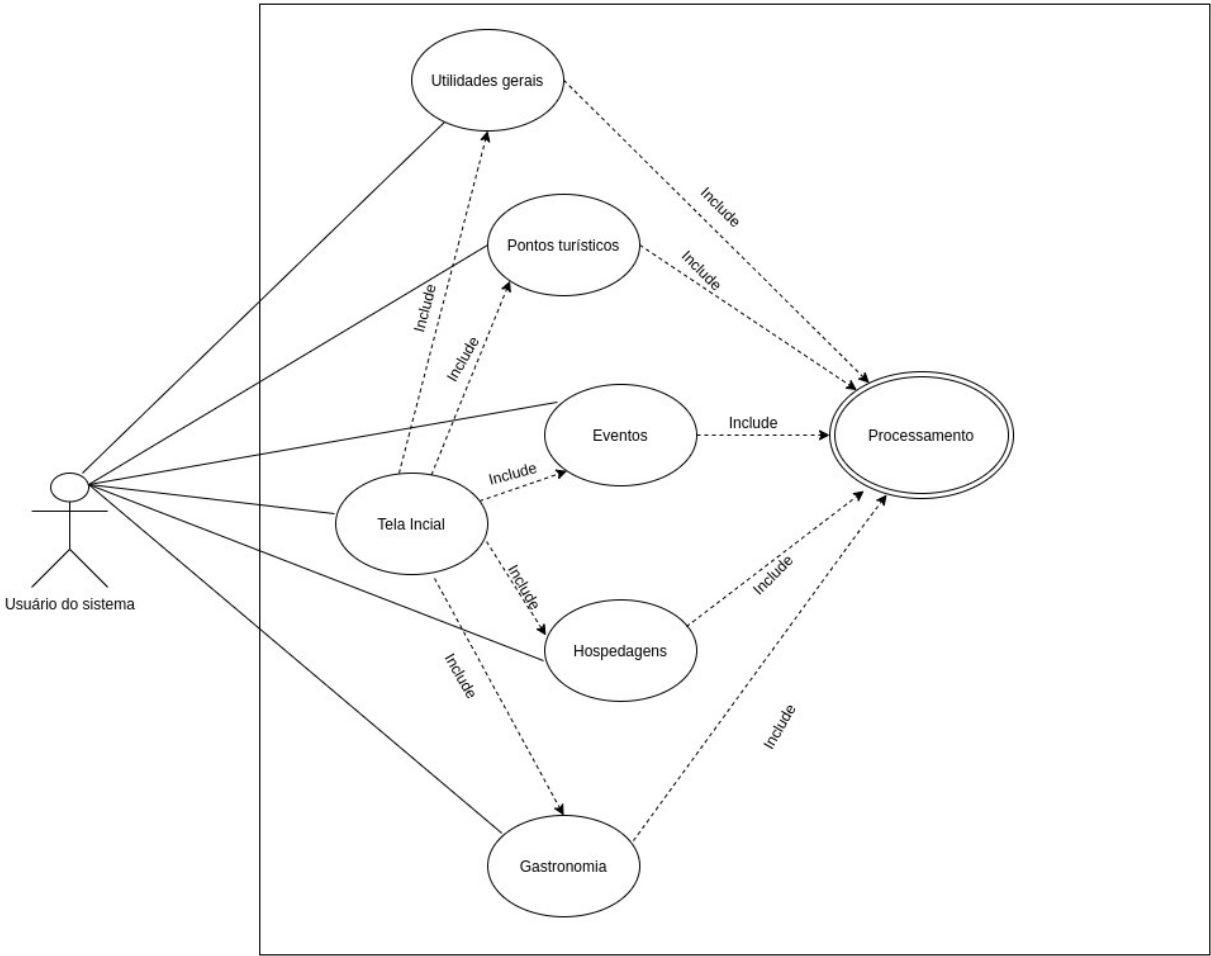 Utilidades gerais
Include
Pontos turísticos
Include
Include
Include
Eventos
Include
Processamento
Include
Tela Incial
Include
Include
Usuário do sistema
Hospedagens
Include
Include
Gastronomia